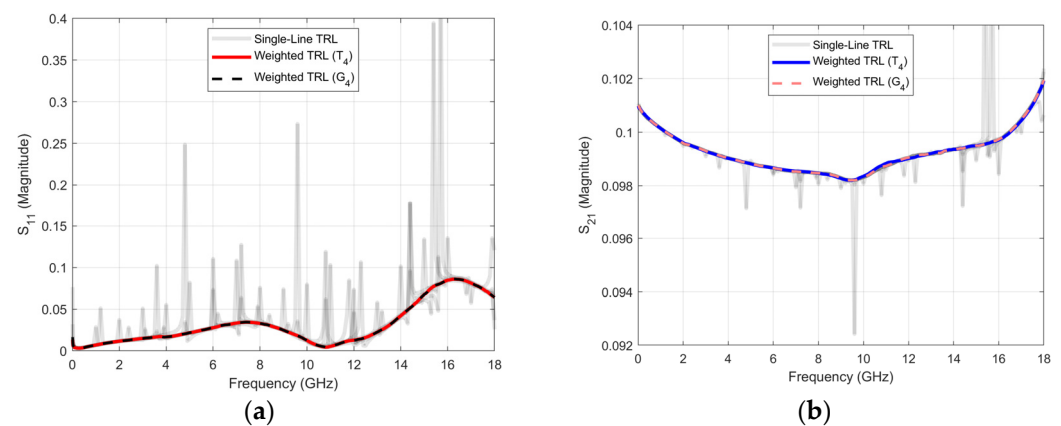 0.4
0.35
0.3
0.25
0.2
0.15
0.1
0.05
0
S11 (Magnitude)
Single-Line TRL
Weighted TRL (T4)
Weighted TRL (G4)
0 2 4 6 8 10 12 14 16 18
Frequency (GHz)
(a)
0.104
0.102
0.1
0.098
0.096
0.094
0.092
S21 (Magnitude)
Single-Line TRL
Weighted TRL (T4)
Weighted TRL (G4)
0 2 4 6 8 10 12 14 16 18
Frequency (GHz)
(b)